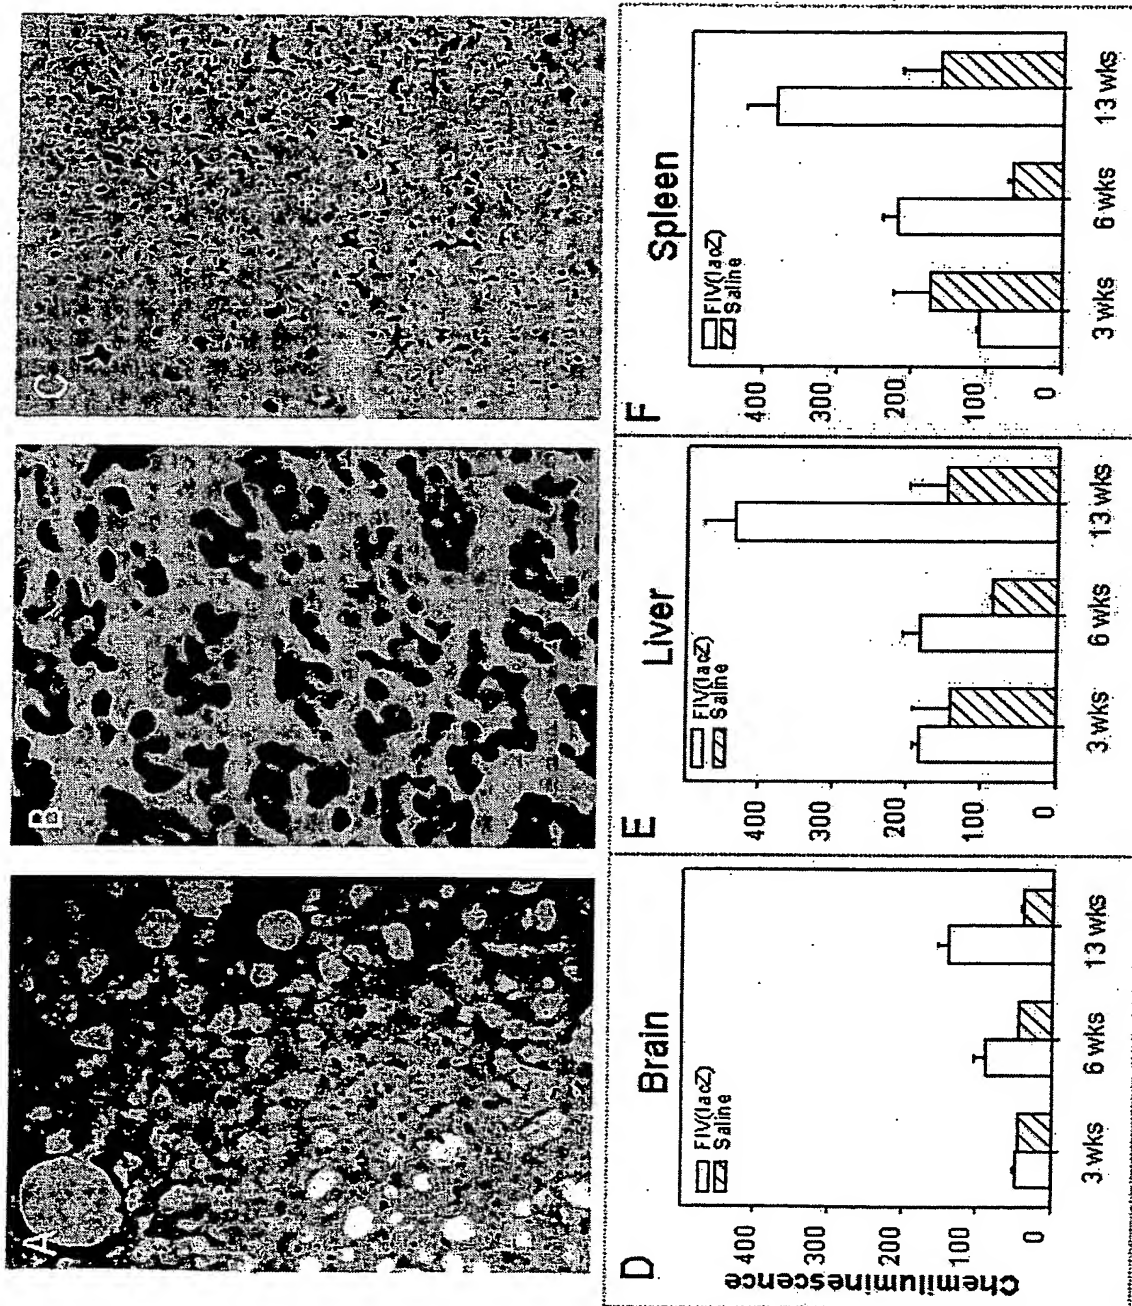 A
B
C
D
Brain
FIV(lacZ)
Saline
Chemiluminescence
400
300
200
100
0
3 wks
6 wks
13 wks
E
Liver
FIV(lacZ)
Saline
400
300
200
100
0
3 wks
6 wks
13 wks
F
Spleen
FIV(lacZ)
Saline
400
300
200
100
0
3 wks
6 wks
13 wks